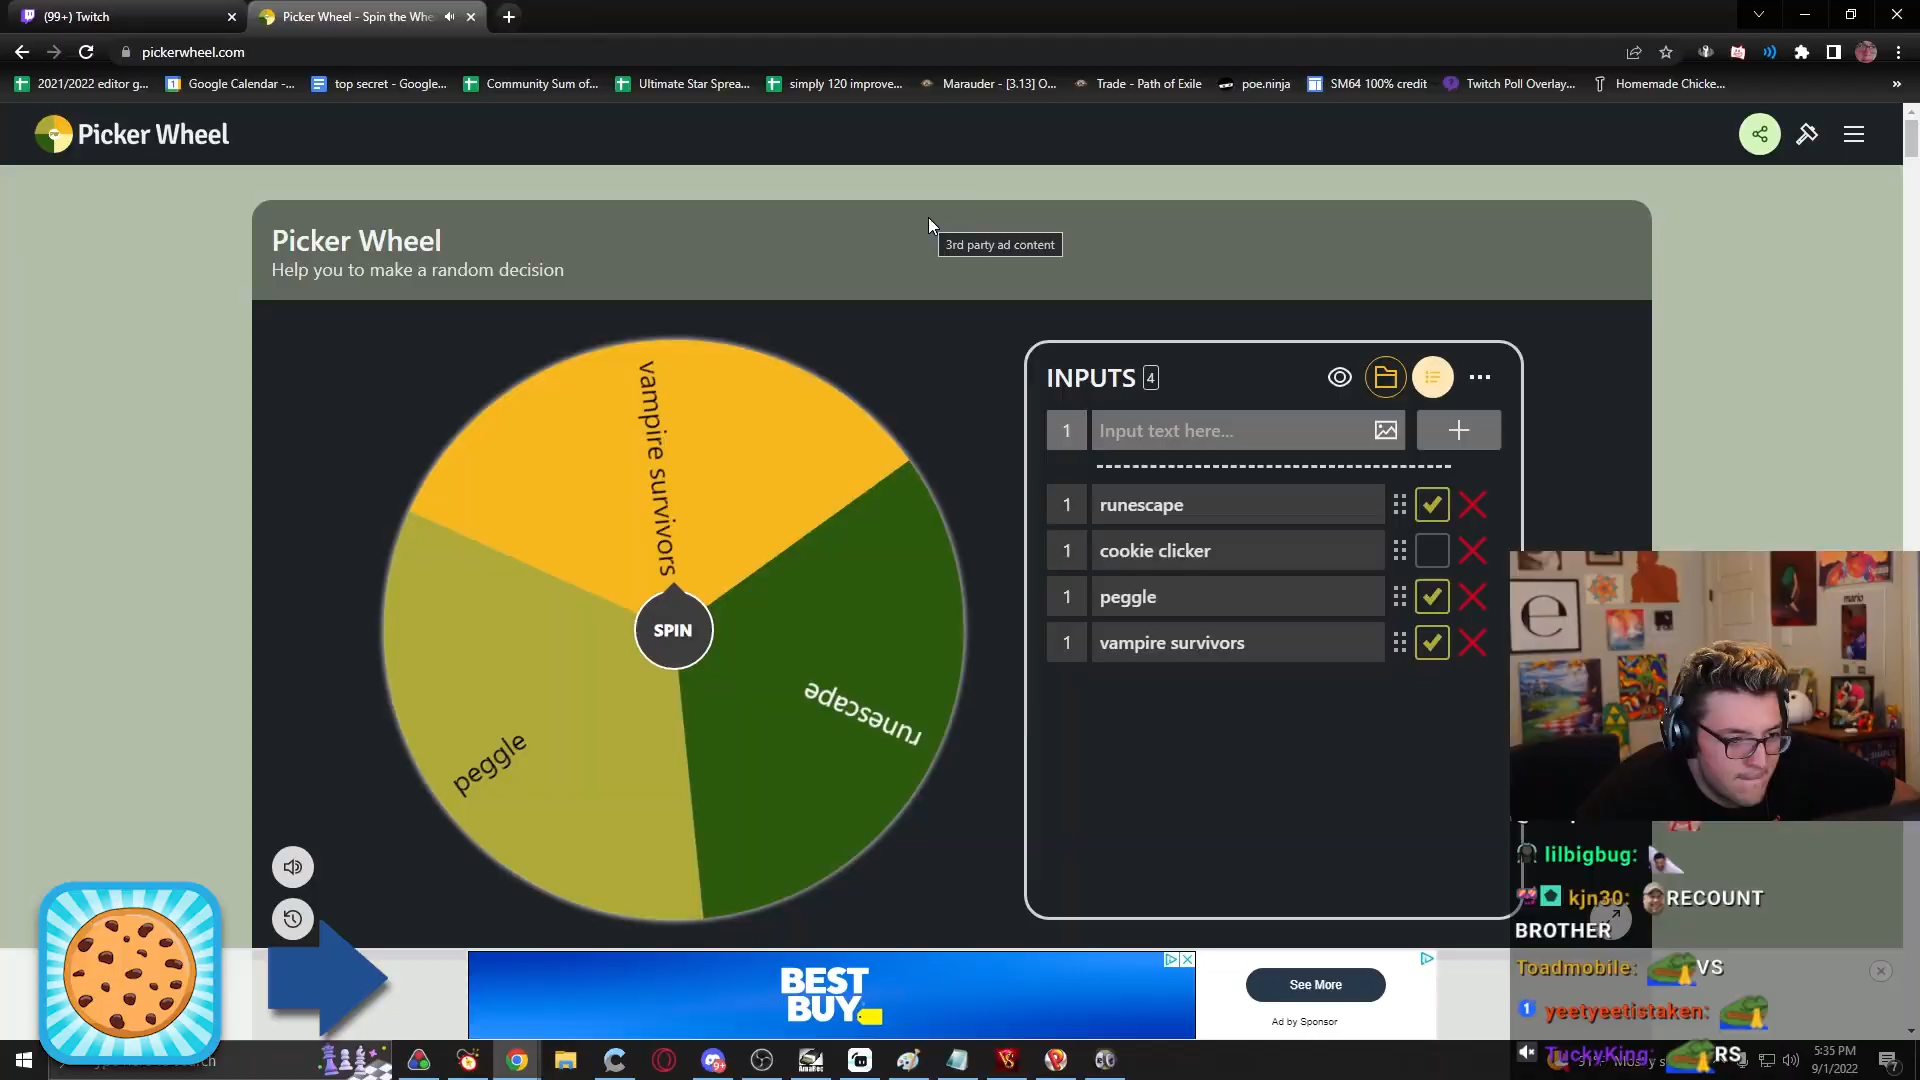 (99+) Twitch
Picker Wheel - Spin the Whe
pickerwheel.com
2021/2022 editor g...
Google Calendar -...
top secret - Google...
Community Sum of...
Ultimate Star Sprea...
simply 120 improve...
Marauder - [3.13] O...
Trade - Path of Exile
poe.ninja
SM64 100% credit
Twitch Poll Overlay...
Homemade Chicke...
»
Picker Wheel
Picker Wheel
Help you to make a random decision
3rd party ad content
vampire survivors
peggle
runescape
SPIN
INPUTS 4
1 Input text here...
1 runescape
1 cookie clicker
1 peggle
1 vampire survivors
mario
e
lilbigbug:
kjn30: RECOUNT
BROTHER
Toadmobile: VS
1 yeetyeetistaken:
TuckyKing: RS
BEST
BUY
See More
Ad by Sponsor
5:35 PM
9/1/2022
7